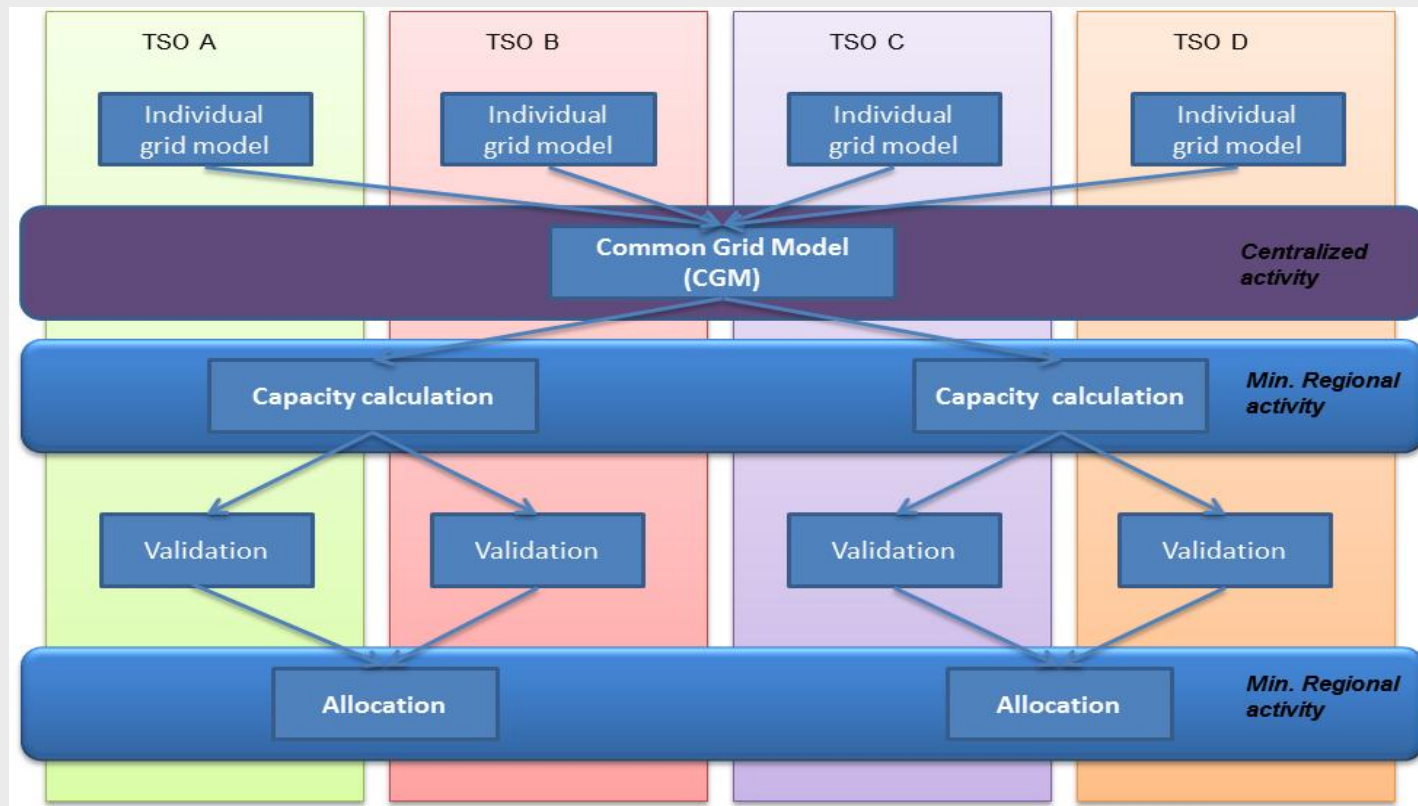 TSO A
TSO B
TSO C
TSO D
Individual
grid model
Individual
grid model
Individual
grid model
Individual
grid model
Common Grid Model
(CGM)
Centralized
activity
Capacity calculation
Capacity calculation
Min. Regional
activity
Validation
Validation
Validation
Validation
Allocation
Allocation
Min. Regional
activity